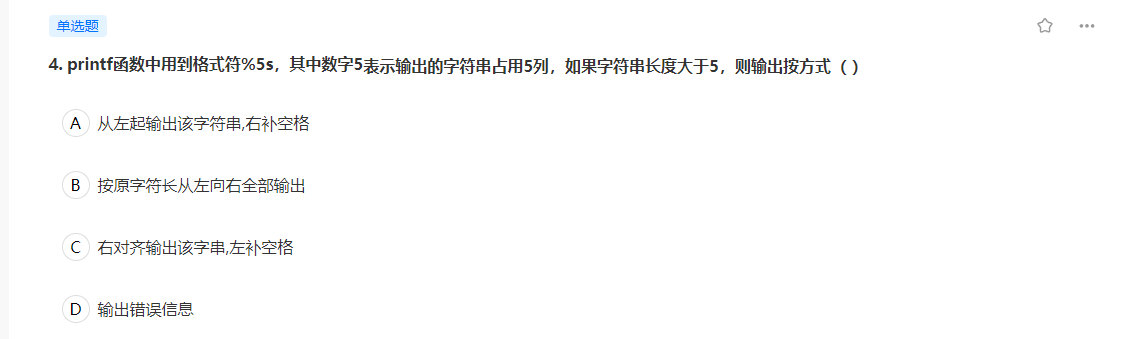 单选题
4. printf函数中用到格式符%5s，其中数字5表示输出的字符串占用5列，如果字符串长度大于5，则输出按方式（ ）
A 从左起输出该字符串,右补空格
B 按原字符长从左向右全部输出
C 右对齐输出该字串,左补空格
D 输出错误信息